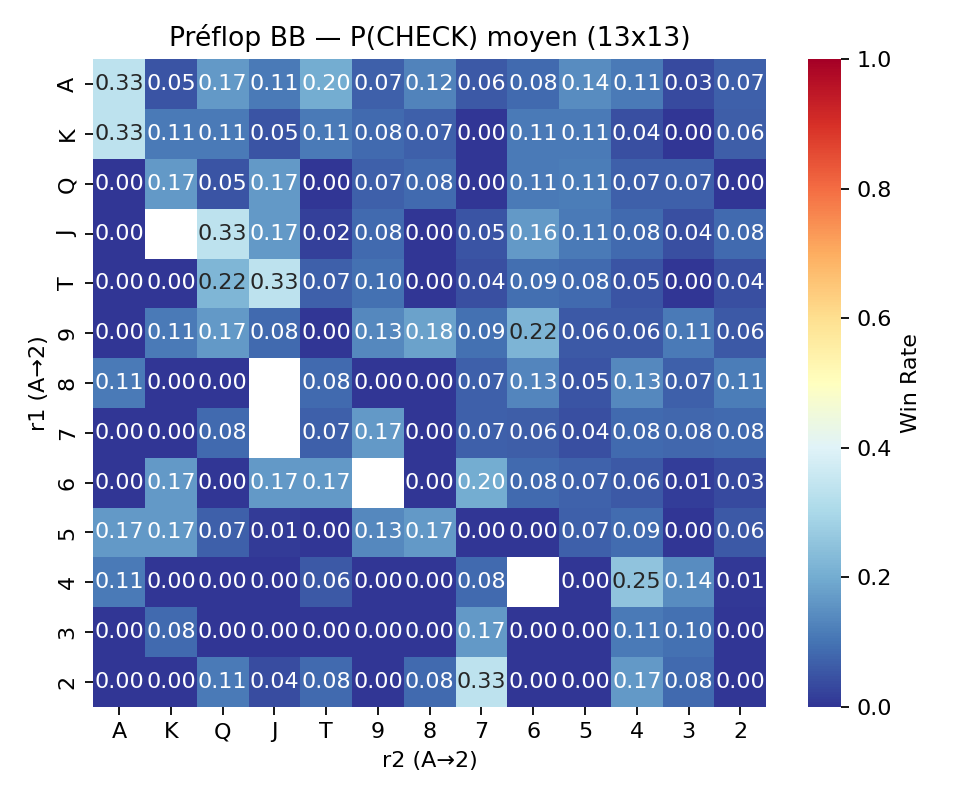 Préflop BB — P(CHECK) moyen (13x13)
A 0.33 0.05 0.17 0.11 0.20 0.07 0.12 0.06 0.08 0.14 0.11 0.03 0.07
K 0.33 0.11 0.11 0.05 0.11 0.08 0.07 0.00 0.11 0.11 0.04 0.00 0.06
Q 0.00 0.17 0.05 0.17 0.00 0.07 0.08 0.00 0.11 0.11 0.07 0.07 0.00
J 0.00 0.33 0.17 0.02 0.08 0.00 0.05 0.16 0.11 0.08 0.04 0.08
T 0.00 0.00 0.22 0.33 0.07 0.10 0.00 0.04 0.09 0.08 0.05 0.00 0.04
9 0.00 0.11 0.17 0.08 0.00 0.13 0.18 0.09 0.22 0.06 0.06 0.11 0.06
8 0.11 0.00 0.00 0.08 0.00 0.00 0.07 0.13 0.05 0.13 0.07 0.11
7 0.00 0.00 0.08 0.07 0.17 0.00 0.07 0.06 0.04 0.08 0.08 0.08
6 0.00 0.17 0.00 0.17 0.17 0.00 0.20 0.08 0.07 0.06 0.01 0.03
5 0.17 0.17 0.07 0.01 0.00 0.13 0.17 0.00 0.00 0.07 0.09 0.00 0.06
4 0.11 0.00 0.00 0.00 0.06 0.00 0.00 0.08 0.00 0.25 0.14 0.01
3 0.00 0.08 0.00 0.00 0.00 0.00 0.00 0.17 0.00 0.00 0.11 0.10 0.00
2 0.00 0.00 0.11 0.04 0.08 0.00 0.08 0.33 0.00 0.00 0.17 0.08 0.00
A K Q J T 9 8 7 6 5 4 3 2
r2 (A→2)
r1 (A→2)
1.0
0.8
0.6
0.4
0.2
0.0
Win Rate